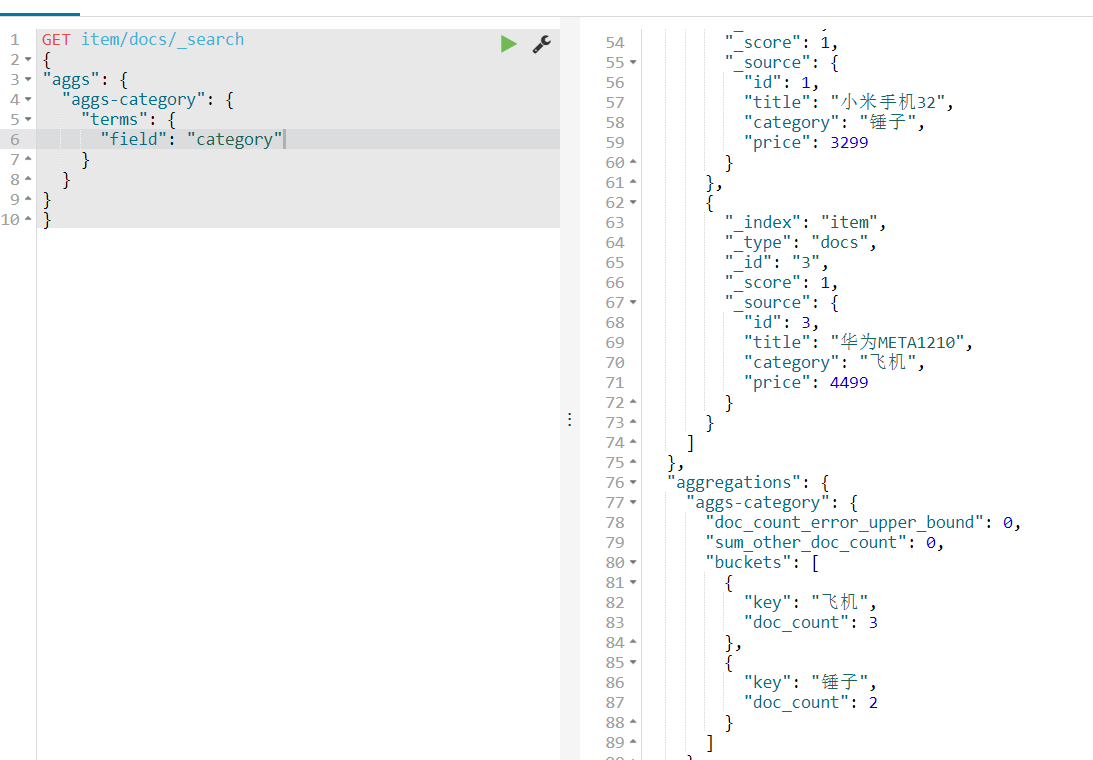 1 GET item/docs/_search
2 {
3 "aggs": {
4 "aggs-category": {
5 "terms": {
6 "field": "category"
7 }
8 }
9 }
10 }
54 "_score": 1,
55 "_source": {
56 "id": 1,
57 "title": "小米手机32",
58 "category": "锤子",
59 "price": 3299
60 }
61 },
62 {
63 "_index": "item",
64 "_type": "docs",
65 "_id": "3",
66 "_score": 1,
67 "_source": {
68 "id": 3,
69 "title": "华为META1210",
70 "category": "飞机",
71 "price": 4499
72 }
73 }
74 ]
75 },
76 "aggregations": {
77 "aggs-category": {
78 "doc_count_error_upper_bound": 0,
79 "sum_other_doc_count": 0,
80 "buckets": [
81 {
82 "key": "飞机",
83 "doc_count": 3
84 },
85 {
86 "key": "锤子",
87 "doc_count": 2
88 }
89 ]